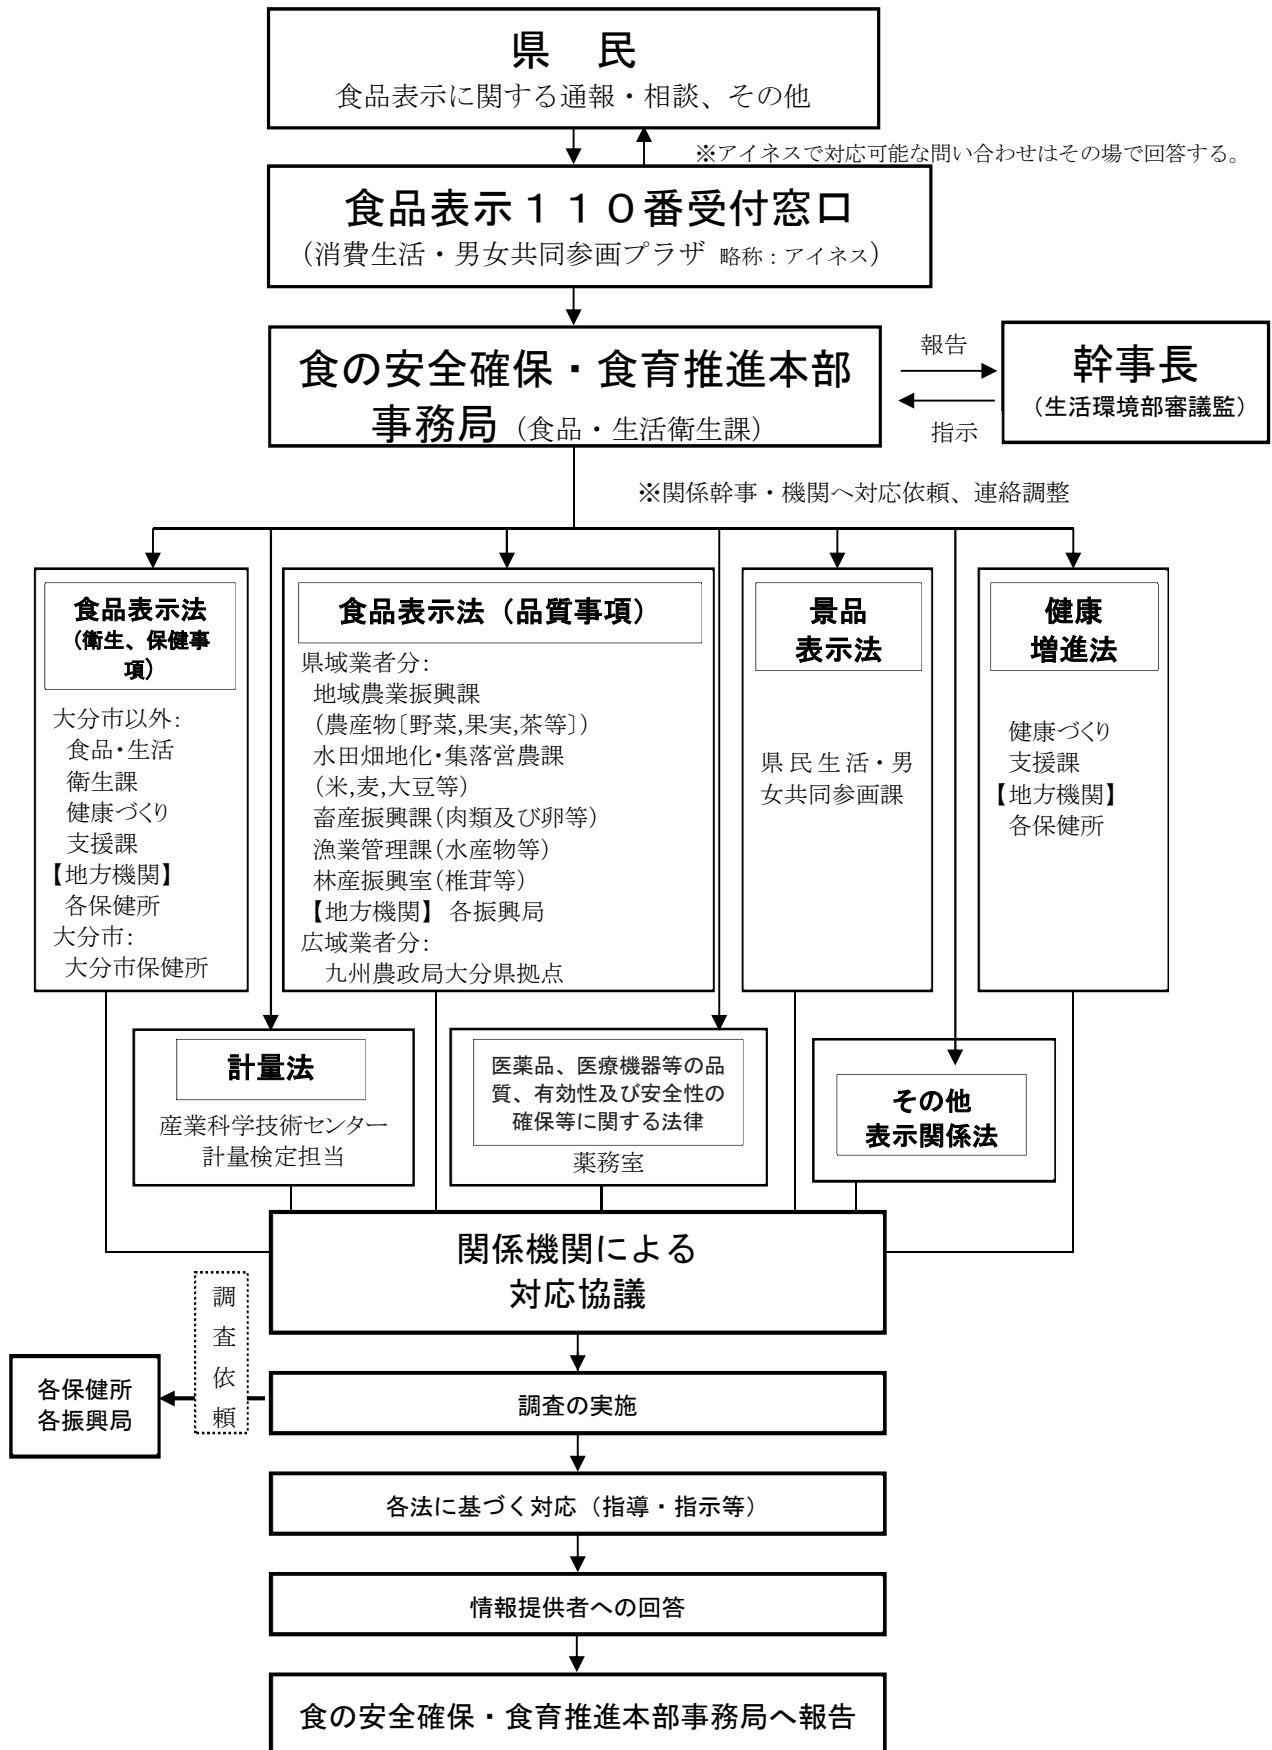 県　民
食品表示に関する通報・相談、その他
※アイネスで対応可能な問い合わせはその場で回答する。
食品表示１１０番受付窓口
（消費生活・男女共同参画プラザ 略称：アイネス）
食の安全確保・食育推進本部
事務局（食品・生活衛生課）
報告
指示
幹事長
（生活環境部審議監）
※関係幹事・機関へ対応依頼、連絡調整
食品表示法
（衛生、保健事
項）
大分市以外：
食品・生活
衛生課
健康づくり
支援課
【地方機関】
各保健所
大分市：
大分市保健所
食品表示法（品質事項）
県域業者分：
地域農業振興課
（農産物〔野菜,果実,茶等〕）
水田畑地化・集落営農課
（米,麦,大豆等）
畜産振興課（肉類及び卵等）
漁業管理課（水産物等）
林産振興室（椎茸等）
【地方機関】 各振興局
広域業者分：
九州農政局大分県拠点
景品
表示法
県民生活・男
女共同参画課
健康
増進法
健康づくり
支援課
【地方機関】
各保健所
計量法
産業科学技術センター
計量検定担当
医薬品、医療機器等の品
質、有効性及び安全性の
確保等に関する法律
薬務室
その他
表示関係法
関係機関による
対応協議
調
査
依
頼
各保健所
各振興局
調査の実施
各法に基づく対応（指導・指示等）
情報提供者への回答
食の安全確保・食育推進本部事務局へ報告